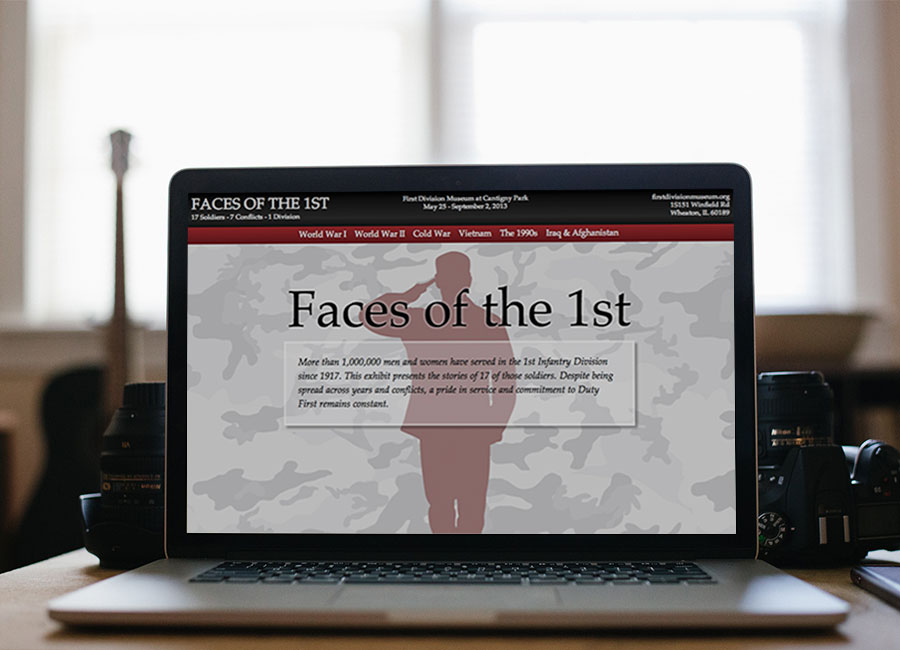 FACES OF THE 1ST
17 Soldiers - 7 Conflicts - 1 Division
First Division Museum at Cantigny Park
May 25 - September 2, 2013
firstdivisionmuseum.org
1s151 Winfield Rd
Wheaton, IL 60189
World War I World War II Cold War Vietnam The 1990s Iraq & Afghanistan
Faces of the 1st
More than 1,000,000 men and women have served in the 1st Infantry Division
since 1917. This exhibit presents the stories of 17 of those soldiers. Despite being
spread across years and conflicts, a pride in service and commitment to Duty
First remains constant.
Nikon